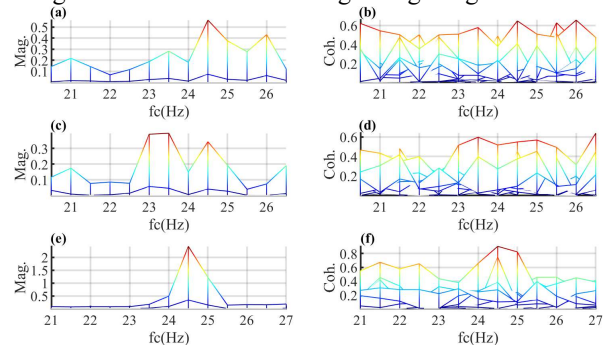 (a) (b)
0.5 0.4 0.3 0.2 0.1 Mag. 0.6 0.4 0.2 Coh.
21 22 23 24 25 26 21 22 23 24 25 26 27
fc(Hz) fc(Hz)
(c) (d)
0.3 0.2 0.1 Mag. 0.6 0.4 0.2 Coh.
21 22 23 24 25 26 21 22 23 24 25 26 27
fc(Hz) fc(Hz)
(e) (f)
2 1.5 1 0.5 Mag. 0.8 0.6 0.4 0.2 Coh.
21 22 23 24 25 26 27 21 22 23 24 25 26 27
fc(Hz) fc(Hz)